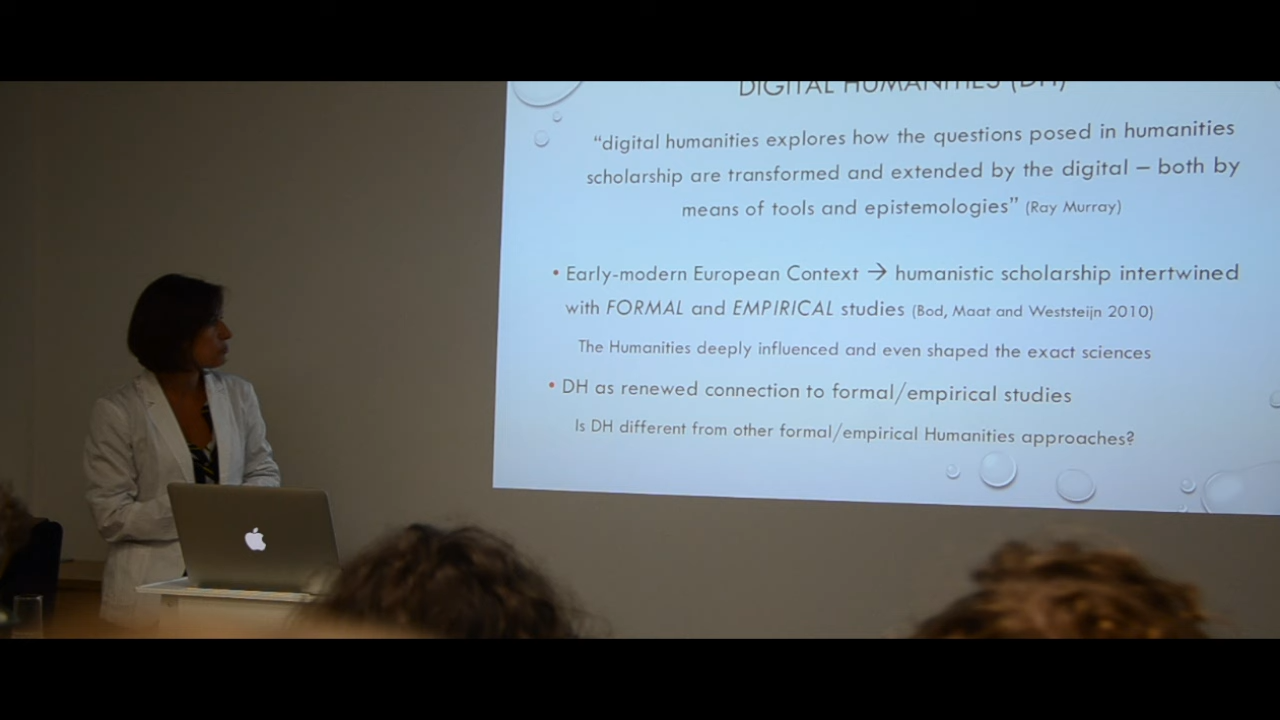 DIGITAL HUMANITIES (DH)
“digital humanities explores how the questions posed in humanities
scholarship are transformed and extended by the digital – both by
means of tools and epistemologies” (Ray Murray)
• Early-modern European Context → humanistic scholarship intertwined
with FORMAL and EMPIRICAL studies (Bod, Maat and Weststeijn 2010)
The Humanities deeply influenced and even shaped the exact sciences
• DH as renewed connection to formal/empirical studies
Is DH different from other formal/empirical Humanities approaches?